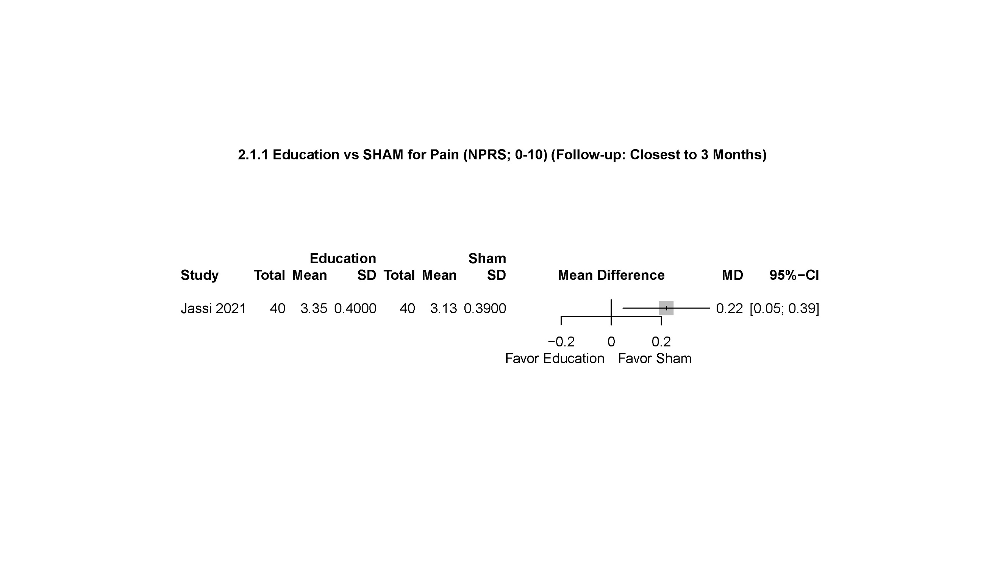 2.1.1 Education vs SHAM for Pain (NPRS; 0-10) (Follow-up: Closest to 3 Months)
Education Sham
Study Total Mean SD Total Mean SD Mean Difference MD 95%−CI
Jassi 2021 40 3.35 0.4000 40 3.13 0.3900 0.22 [0.05; 0.39]
−0.2 0 0.2
Favor Education Favor Sham